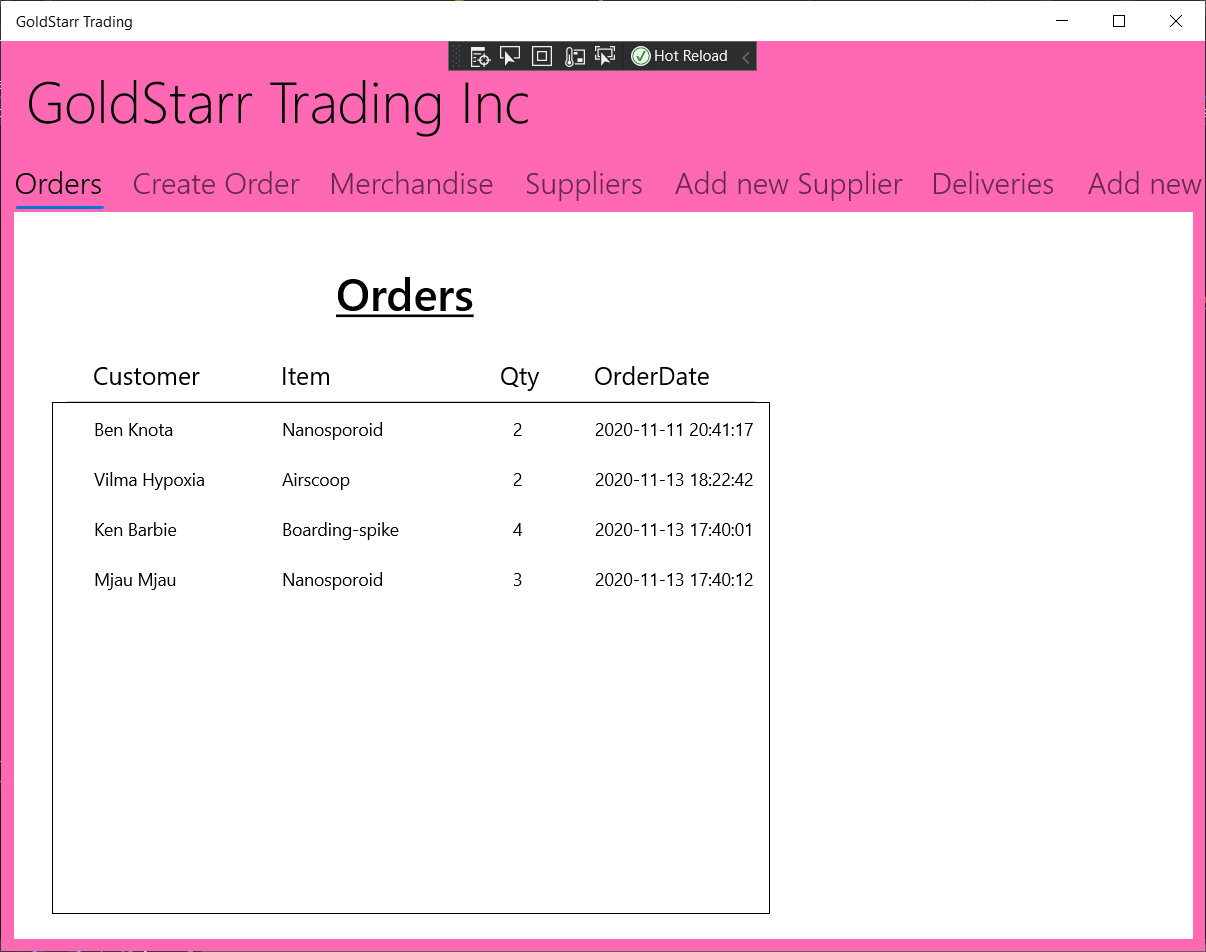 GoldStarr Trading
Hot Reload
GoldStarr Trading Inc
Orders Create Order Merchandise Suppliers Add new Supplier Deliveries Add new
Orders
Customer Item Qty OrderDate
Ben Knota Nanosporoid 2 2020-11-11 20:41:17
Vilma Hypoxia Airscoop 2 2020-11-13 18:22:42
Ken Barbie Boarding-spike 4 2020-11-13 17:40:01
Mjau Mjau Nanosporoid 3 2020-11-13 17:40:12